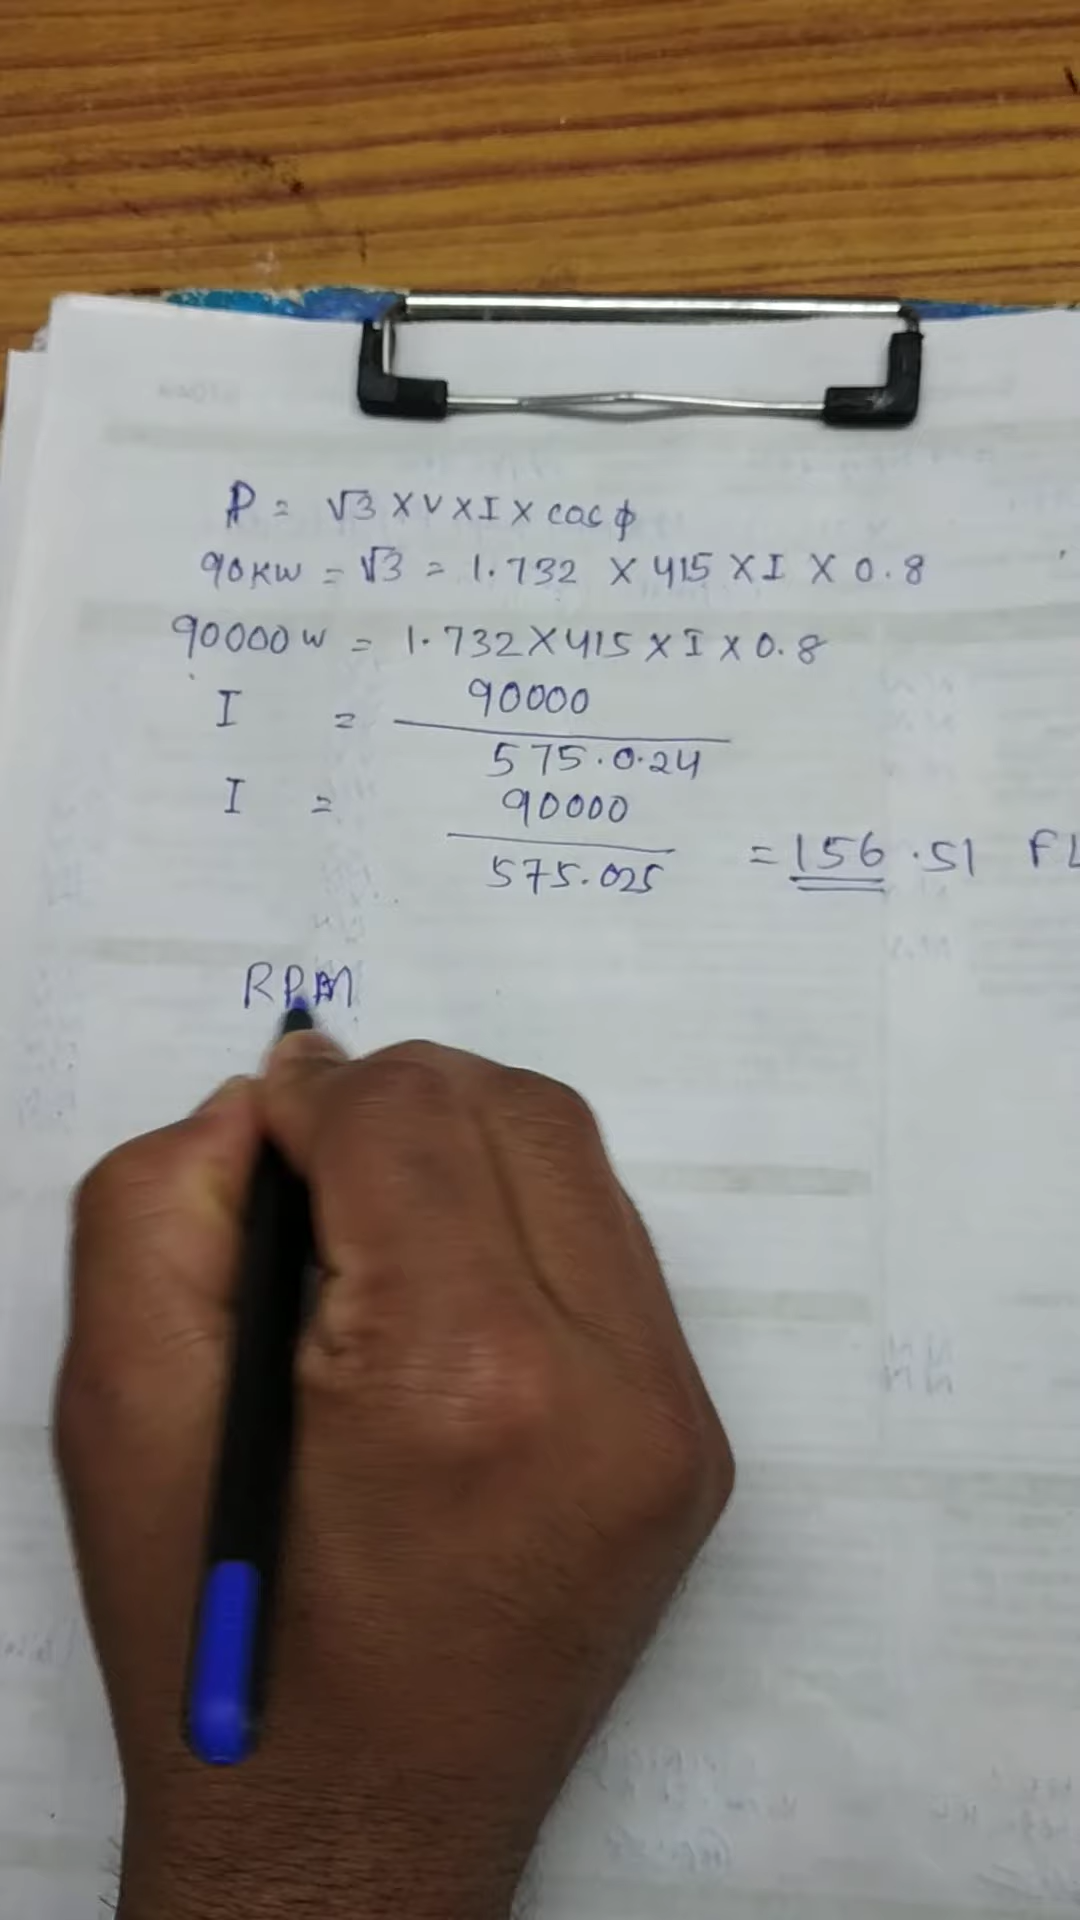 P = √3 X V X I X cos ϕ
90KW = √3 = 1.732 X 415 X I X 0.8
90000W = 1.732 X 415 X I X 0.8
I = 90000
575.0.24
I = 90000
575.025 = 156.51 FL
RPM